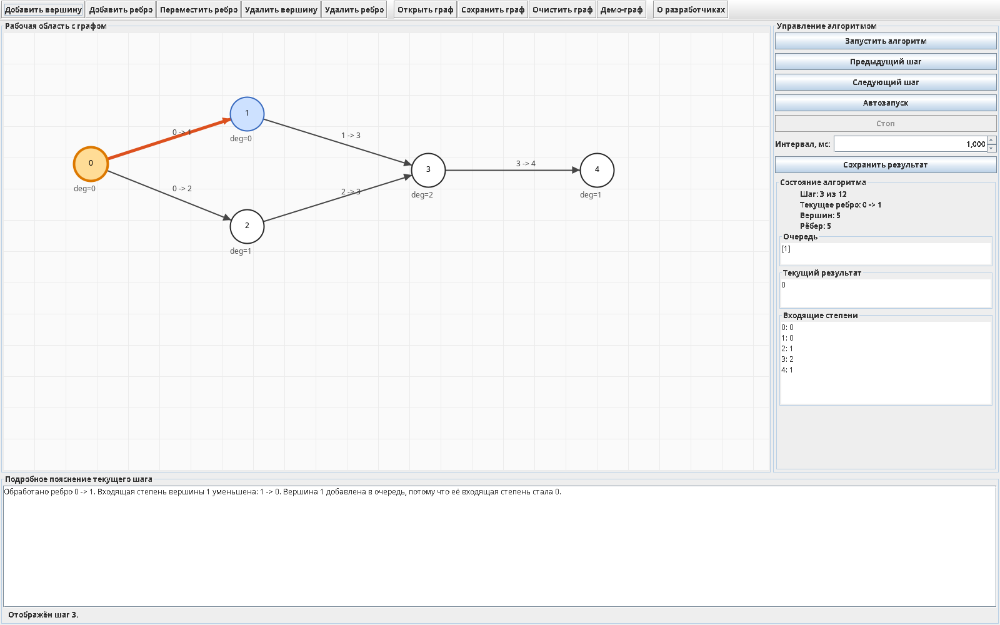 Добавить вершину Добавить ребро Переместить ребро Удалить вершину Удалить ребро Открыть граф Сохранить граф Очистить граф Демо-граф О разработчиках
Рабочая область с графом
0 -> 1
0 -> 2
1 -> 3
2 -> 3
3 -> 4
0
deg=0
1
deg=0
2
deg=1
3
deg=2
4
deg=1
Управление алгоритмом
Запустить алгоритм
Предыдущий шаг
Следующий шаг
Автозапуск
Стоп
Интервал, мс: 1,000
Сохранить результат
Состояние алгоритма
Шаг: 3 из 12
Текущее ребро: 0 -> 1
Вершин: 5
Рёбер: 5
Очередь
[1]
Текущий результат
0
Входящие степени
0: 0
1: 0
2: 1
3: 2
4: 1
Подробное пояснение текущего шага
Обработано ребро 0 -> 1. Входящая степень вершины 1 уменьшена: 1 -> 0. Вершина 1 добавлена в очередь, потому что её входящая степень стала 0.
Отображён шаг 3.